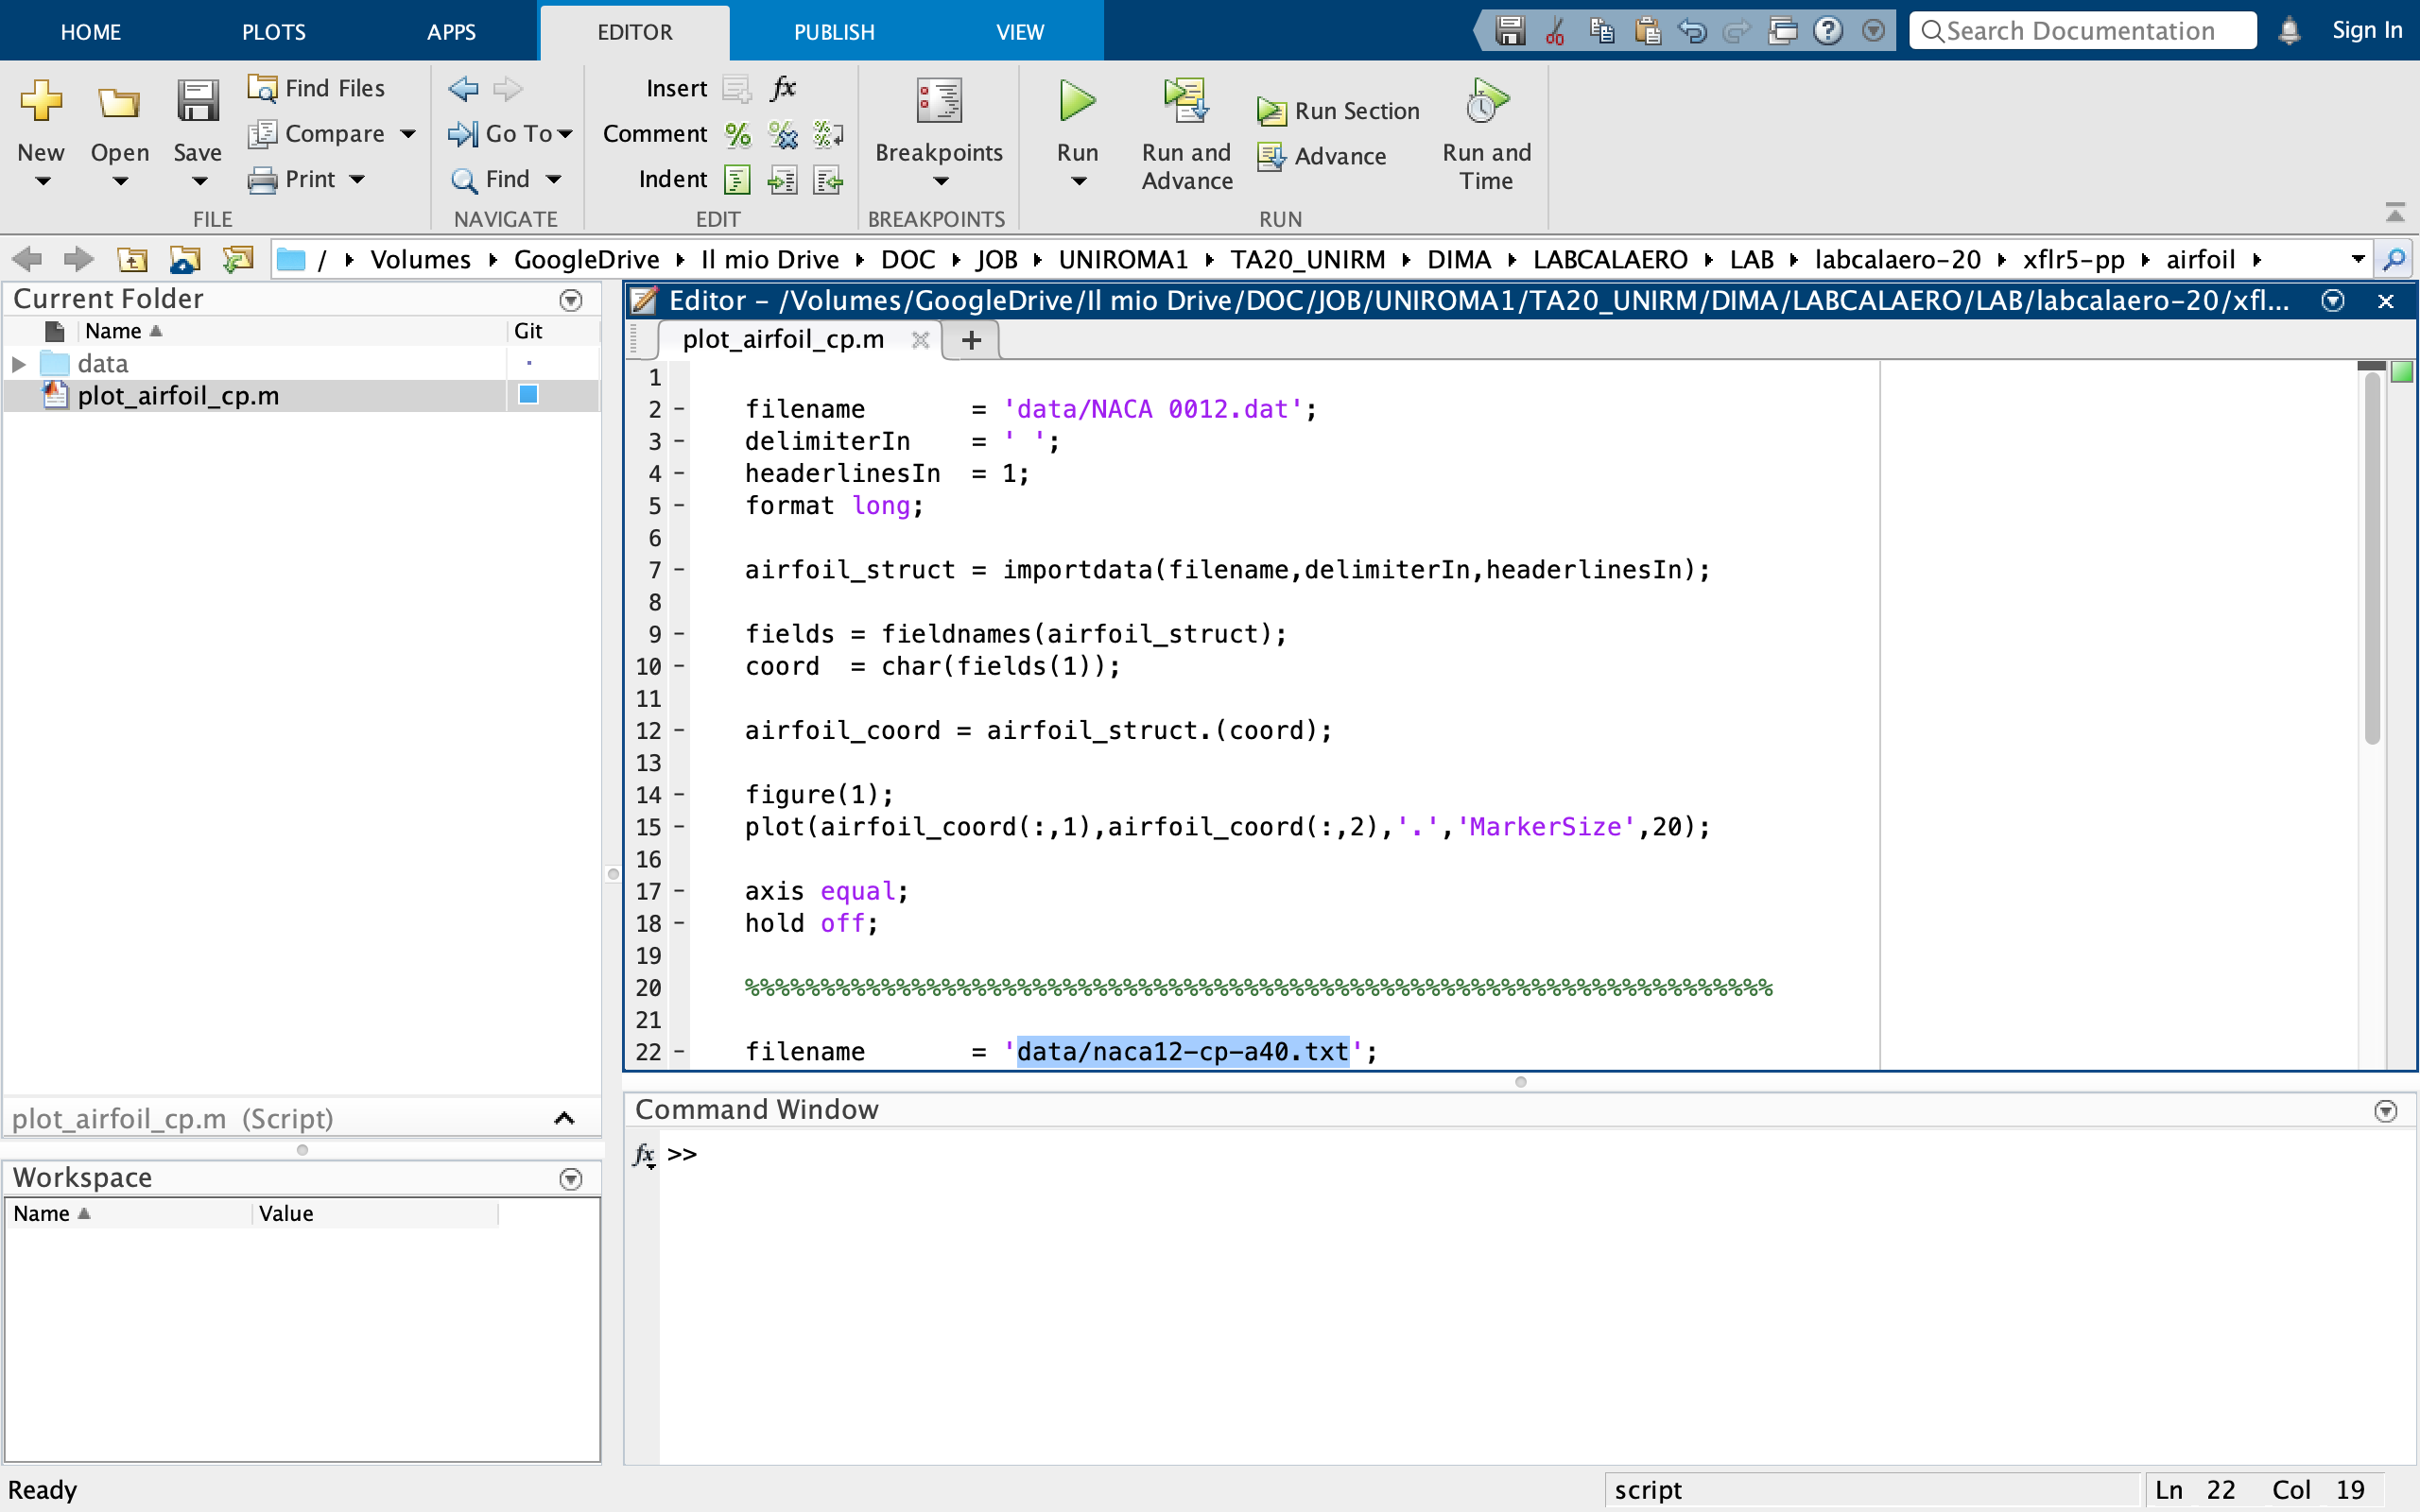 HOME PLOTS APPS EDITOR PUBLISH VIEW Search Documentation Sign In
New Open Save Find Files Compare Print
FILE
Go To Find
NAVIGATE
Insert fx
Comment
Indent
EDIT
Breakpoints
BREAKPOINTS
Run Run and Advance Run Section Advance Run and Time
RUN
/ Volumes GoogleDrive Il mio Drive DOC JOB UNIROMA1 TA20_UNIRM DIMA LABCALAERO LAB labcalaero-20 xflr5-pp airfoil
Current Folder
Name Git
data
plot_airfoil_cp.m
plot_airfoil_cp.m (Script)
Workspace
Name Value
Editor - /Volumes/GoogleDrive/Il mio Drive/DOC/JOB/UNIROMA1/TA20_UNIRM/DIMA/LABCALAERO/LAB/labcalaero-20/xfl...
plot_airfoil_cp.m +
1
2 - filename = 'data/NACA 0012.dat';
3 - delimiterIn = ' ';
4 - headerlinesIn = 1;
5 - format long;
6
7 - airfoil_struct = importdata(filename,delimiterIn,headerlinesIn);
8
9 - fields = fieldnames(airfoil_struct);
10 - coord = char(fields(1));
11
12 - airfoil_coord = airfoil_struct.(coord);
13
14 - figure(1);
15 - plot(airfoil_coord(:,1),airfoil_coord(:,2),'.','MarkerSize',20);
16
17 - axis equal;
18 - hold off;
19
20 %%%%%%%%%%%%%%%%%%%%%%%%%%%%%%%%%%%%%%%%%%%%%%%%%%%%%%%%%%%%%%%%%%%%
21
22 - filename = 'data/naca12-cp-a40.txt';
Command Window
fx >>
Ready script Ln 22 Col 19